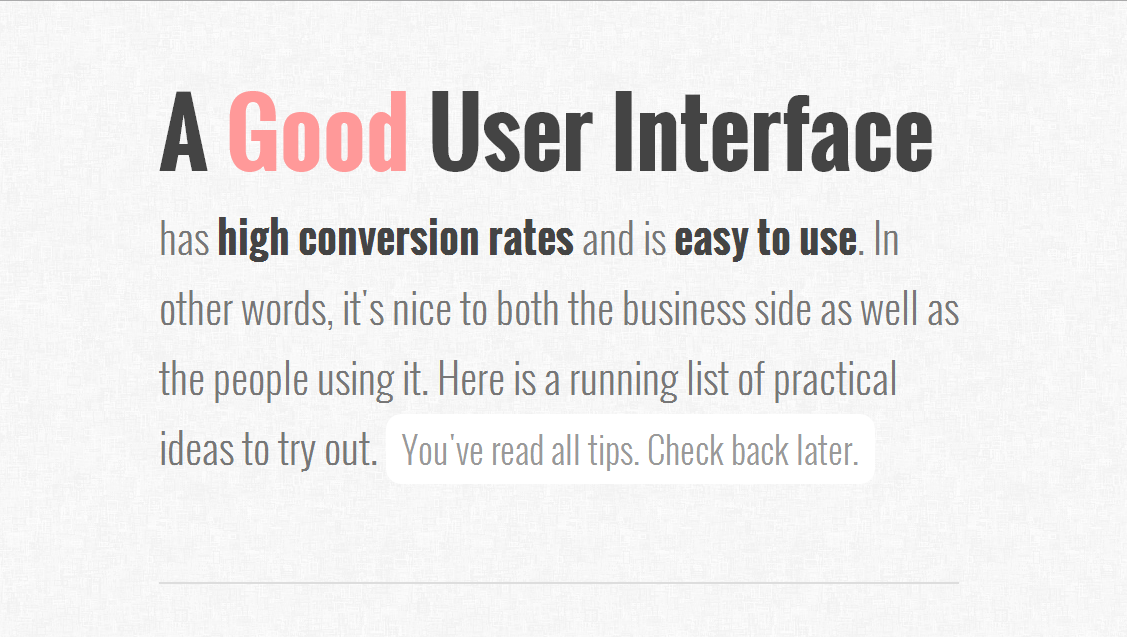 A Good User Interface
has high conversion rates and is easy to use. In
other words, it's nice to both the business side as well as
the people using it. Here is a running list of practical
ideas to try out. You've read all tips. Check back later.